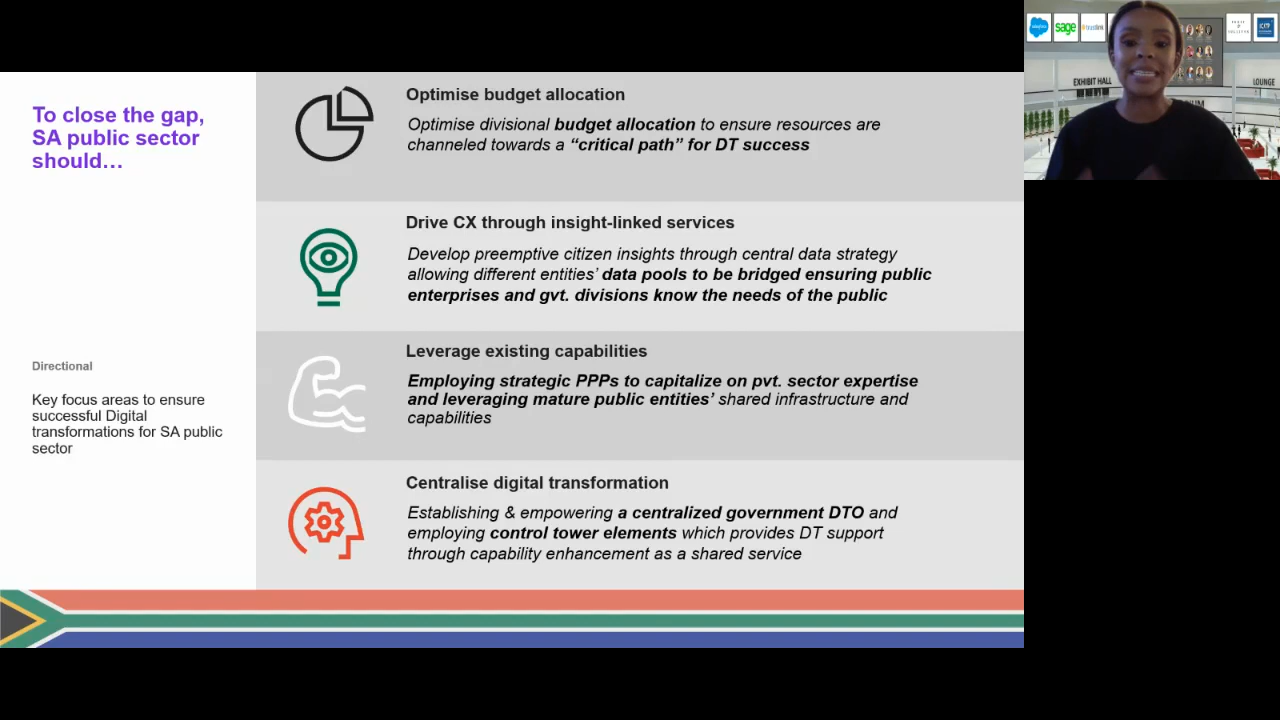 To close the gap,
SA public sector
should…
Directional
Key focus areas to ensure
successful Digital
transformations for SA public
sector
Optimise budget allocation
Optimise divisional budget allocation to ensure resources are
channeled towards a “critical path” for DT success
Drive CX through insight-linked services
Develop preemptive citizen insights through central data strategy
allowing different entities’ data pools to be bridged ensuring public
enterprises and gvt. divisions know the needs of the public
Leverage existing capabilities
Employing strategic PPPs to capitalize on pvt. sector expertise
and leveraging mature public entities’ shared infrastructure and
capabilities
Centralise digital transformation
Establishing & empowering a centralized government DTO and
employing control tower elements which provides DT support
through capability enhancement as a shared service
sage
EXHIBIT HALL
LOUNGE